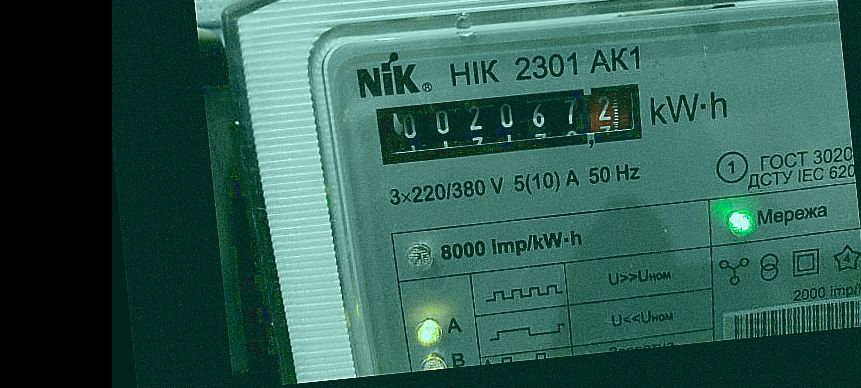 NiK® НІК 2301 АК1
0020672 kW·h
3×220/380 V 5(10) A 50 Hz
1 ГОСТ 3020
ДСТУ IEC 620
8000 imp/kW·h
Мережа
U>>Uном
2000 imp/
A
U<<Uном
B